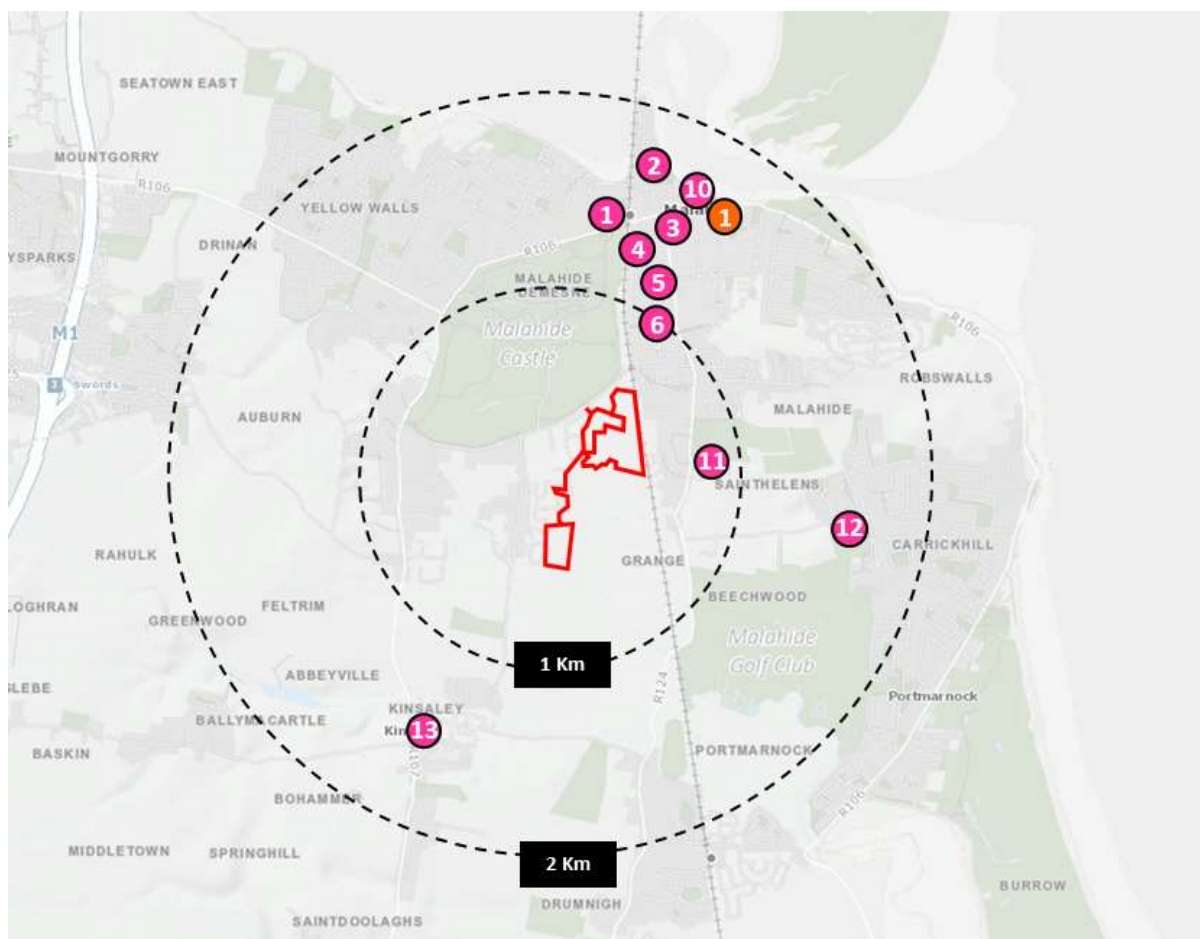 SEATOWN EAST
MOUNTGORRY
R106
YELLOW WALLS
2
10
1
1
3
DRINAN
R106
4
YSPARKS
MALAHIDE
DEMESNE
5
Malahide
Castle
6
R106
M1
3
Swords
ROBSWALLS
AUBURN
MALAHIDE
11
SAINTHELENS
12
CARRICKHILL
RAHULK
GRANGE
BEECHWOOD
LOGHRAN
FELTRIM
GREENWOOD
Malahide
Golf Club
1 Km
ABBEYVILLE
R124
Portmarnock
KINSALEY
BALLYMACARTLE
13
PORTMARNOCK
BASKIN
R107
BOHAMMER
R106
MIDDLETOWN
SPRINGHILL
2 Km
BURROW
DRUMNIGH
SAINTDOOLAGHS